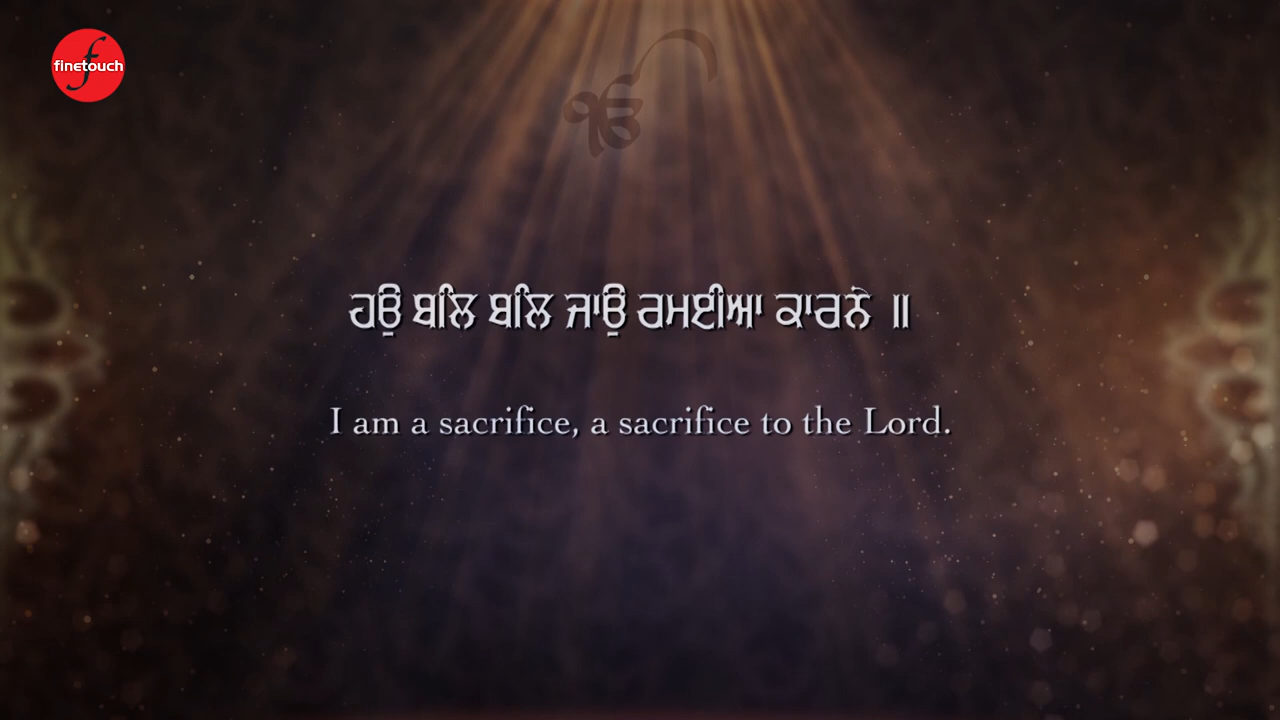 finetouch
ੴ
ਹਉ ਬਲਿ ਬਲਿ ਜਾਉ ਰਮਈਆ ਕਾਰਨੇ ॥
I am a sacrifice, a sacrifice to the Lord.